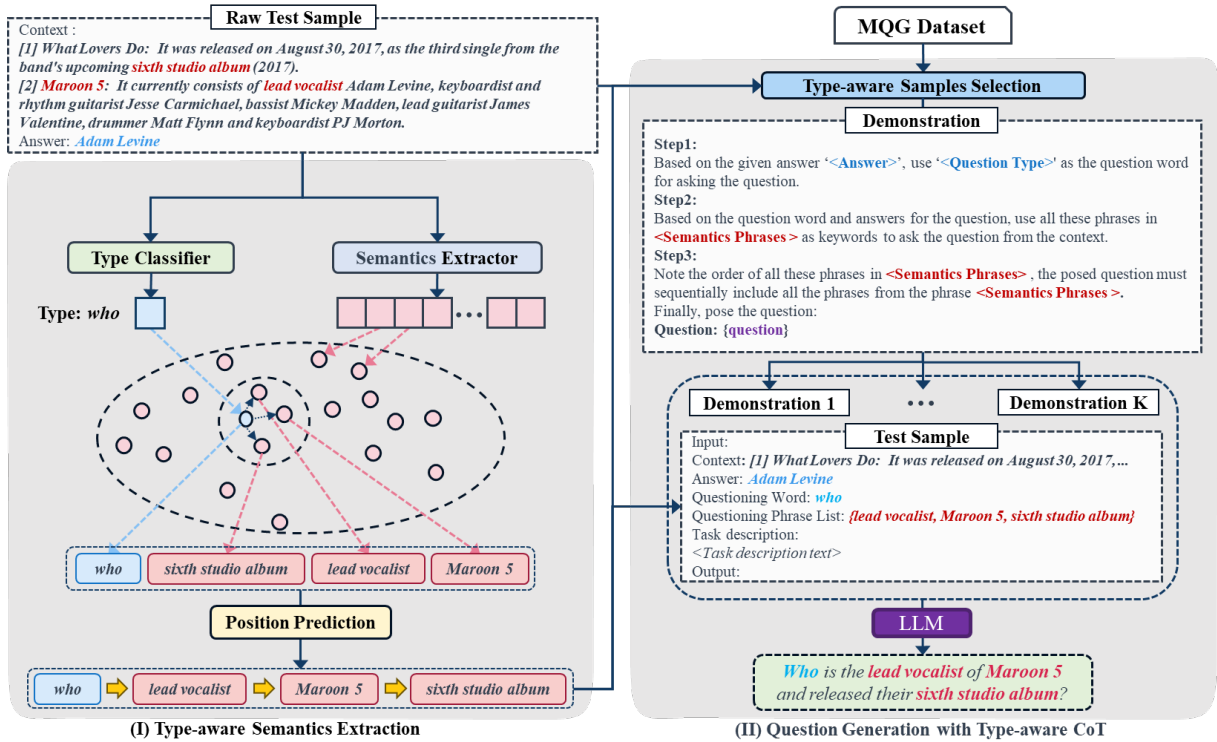 Raw Test Sample
Context :
[1] What Lovers Do: It was released on August 30, 2017, as the third single from the
band's upcoming sixth studio album (2017).
[2] Maroon 5: It currently consists of lead vocalist Adam Levine, keyboardist and
rhythm guitarist Jesse Carmichael, bassist Mickey Madden, lead guitarist James
Valentine, drummer Matt Flynn and keyboardist PJ Morton.
Answer: Adam Levine
Type Classifier
Semantics Extractor
Type: who
...
who
sixth studio album
lead vocalist
Maroon 5
Position Prediction
who
lead vocalist
Maroon 5
sixth studio album
(I) Type-aware Semantics Extraction
MQG Dataset
Type-aware Samples Selection
Demonstration
Step1:
Based on the given answer ‘<Answer>’, use ‘<Question Type>' as the question word
for asking the question.
Step2:
Based on the question word and answers for the question, use all these phrases in
<Semantics Phrases > as keywords to ask the question from the context.
Step3:
Note the order of all these phrases in <Semantics Phrases> , the posed question must
sequentially include all the phrases from the phrase <Semantics Phrases >.
Finally, pose the question:
Question: {question}
Demonstration 1
...
Demonstration K
Test Sample
Input:
Context: [1] What Lovers Do: It was released on August 30, 2017, ...
Answer: Adam Levine
Questioning Word: who
Questioning Phrase List: {lead vocalist, Maroon 5, sixth studio album}
Task description:
<Task description text>
Output:
LLM
Who is the lead vocalist of Maroon 5
and released their sixth studio album?
(II) Question Generation with Type-aware CoT